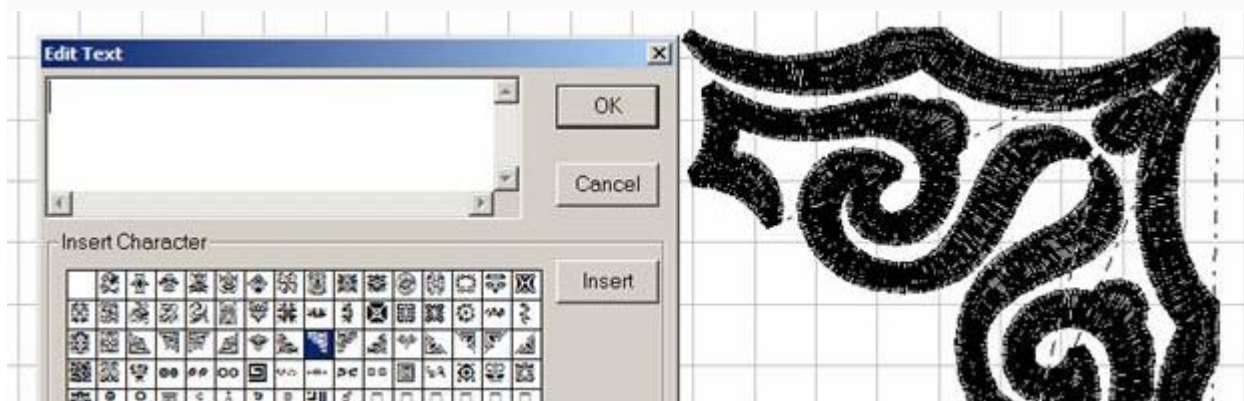 Edit Text
OK
Cancel
Insert Character
Insert